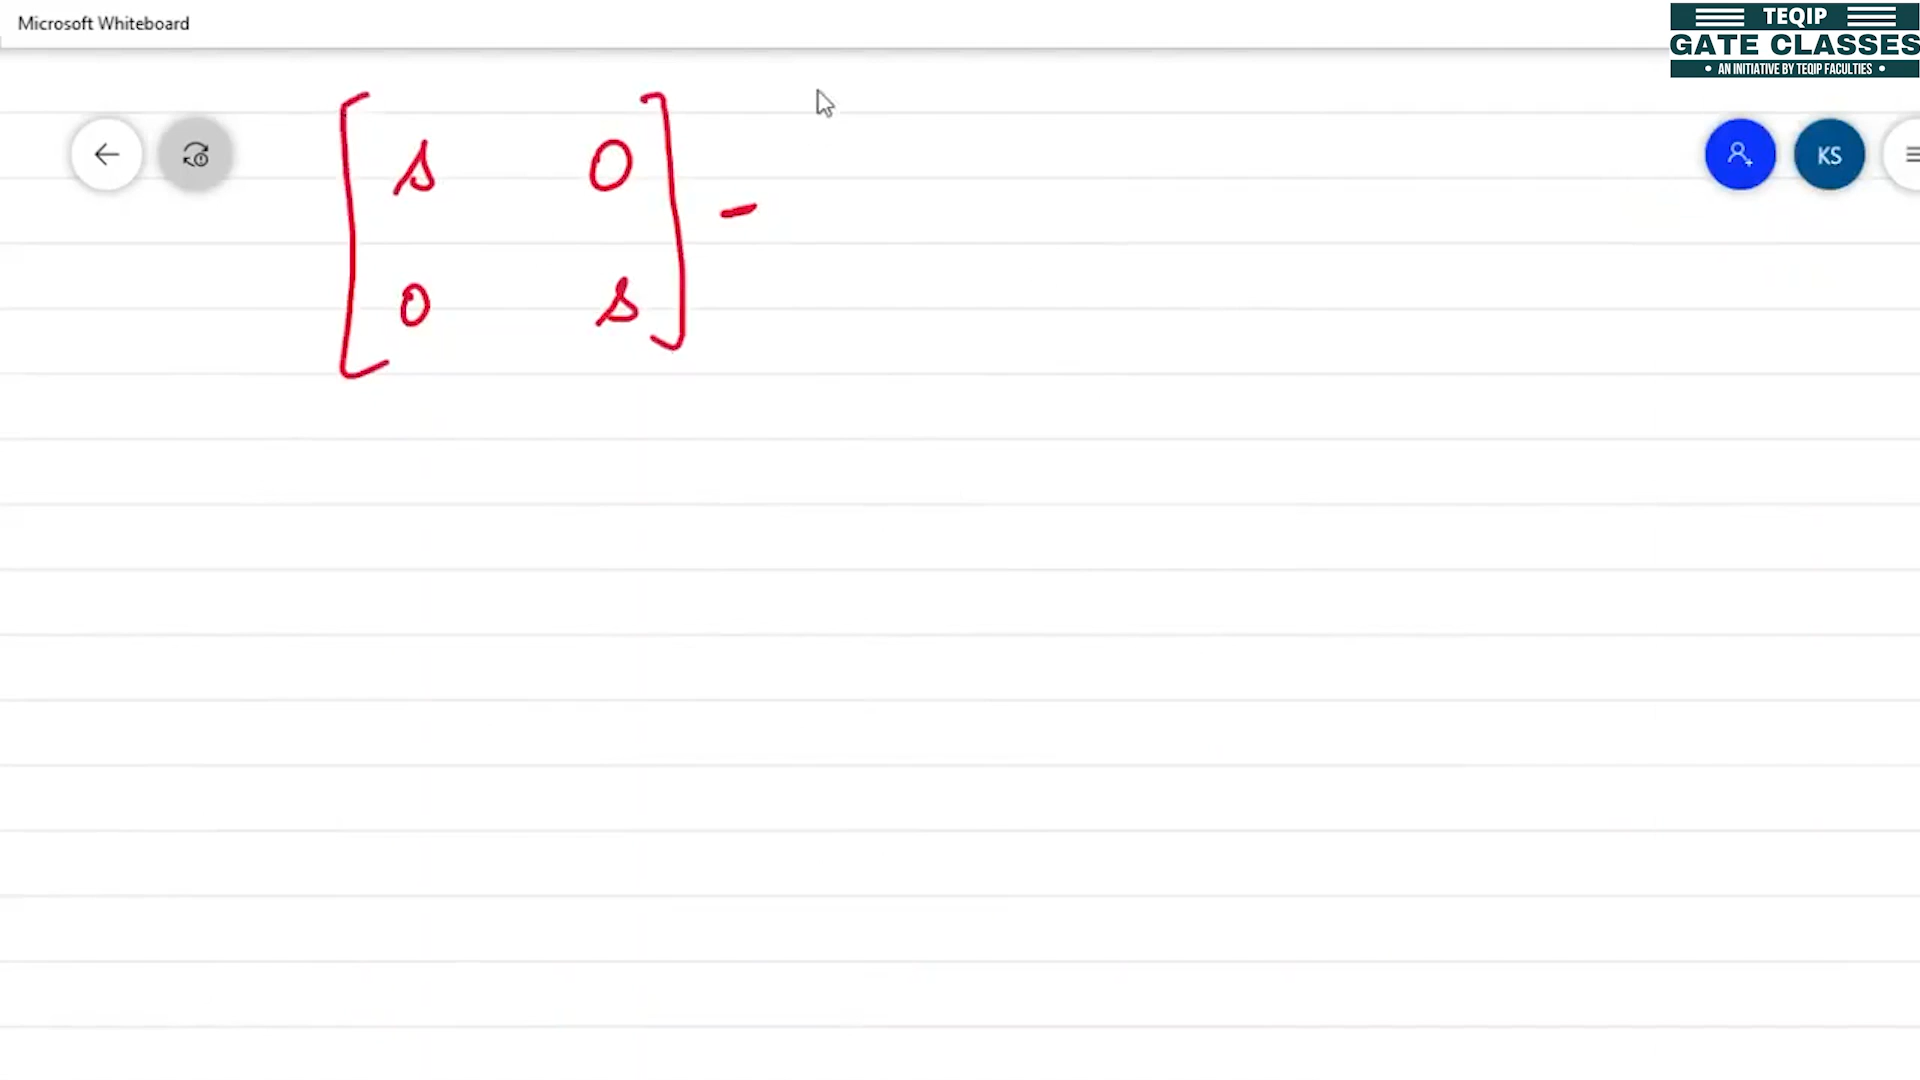 Microsoft Whiteboard
TEQIP
GATE CLASSES
• AN INITIATIVE BY TEQIP FACULTIES •
KS
s 0
-
0 s